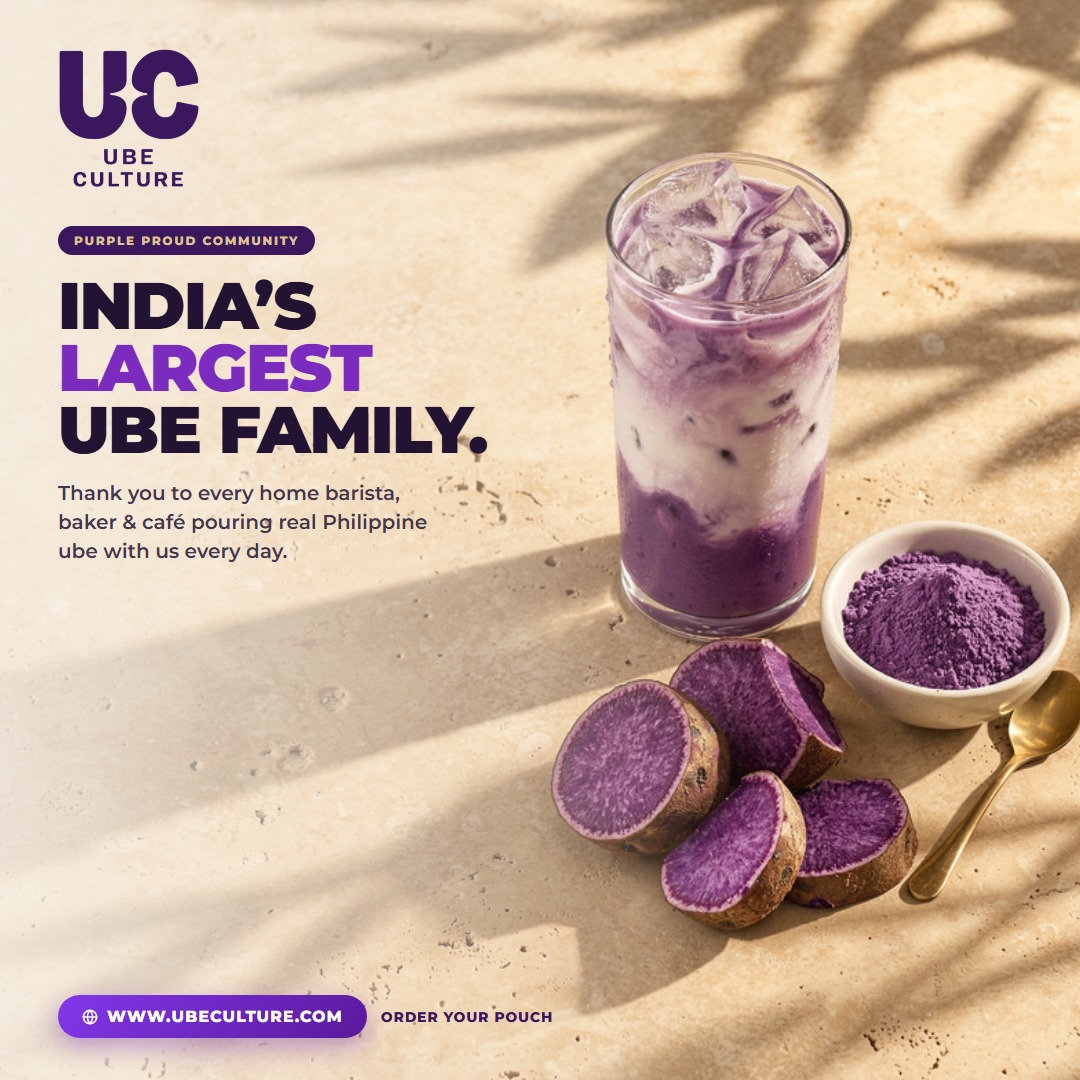 UC
UBE
CULTURE
PURPLE PROUD COMMUNITY
INDIA’S
LARGEST
UBE FAMILY.
Thank you to every home barista,
baker & café pouring real Philippine
ube with us every day.
WWW.UBECULTURE.COM ORDER YOUR POUCH